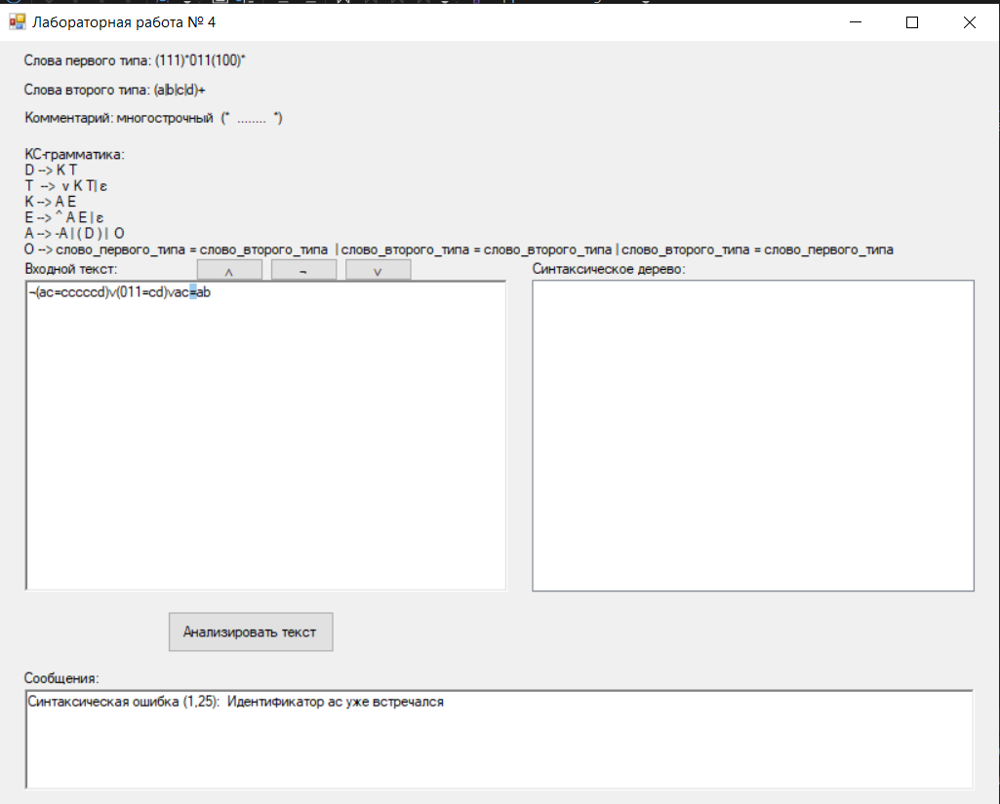 Лабораторная работа № 4
Слова первого типа: (111)*011(100)*
Слова второго типа: (a|b|c|d)+
Комментарий: многострочный (* ........ *)
КС-грамматика:
D --> K T
T --> v K T| ε
K --> A E
E --> ^ A E | ε
A --> -A | ( D ) | O
O --> слово_первого_типа = слово_второго_типа | слово_второго_типа = слово_второго_типа | слово_второго_типа = слово_первого_типа
Входной текст: ˄ ¬ ˅ Синтаксическое дерево:
¬(ac=cccccd)˅(011=cd)˅ac=ab
Анализировать текст
Сообщения:
Синтаксическая ошибка (1,25): Идентификатор ac уже встречался